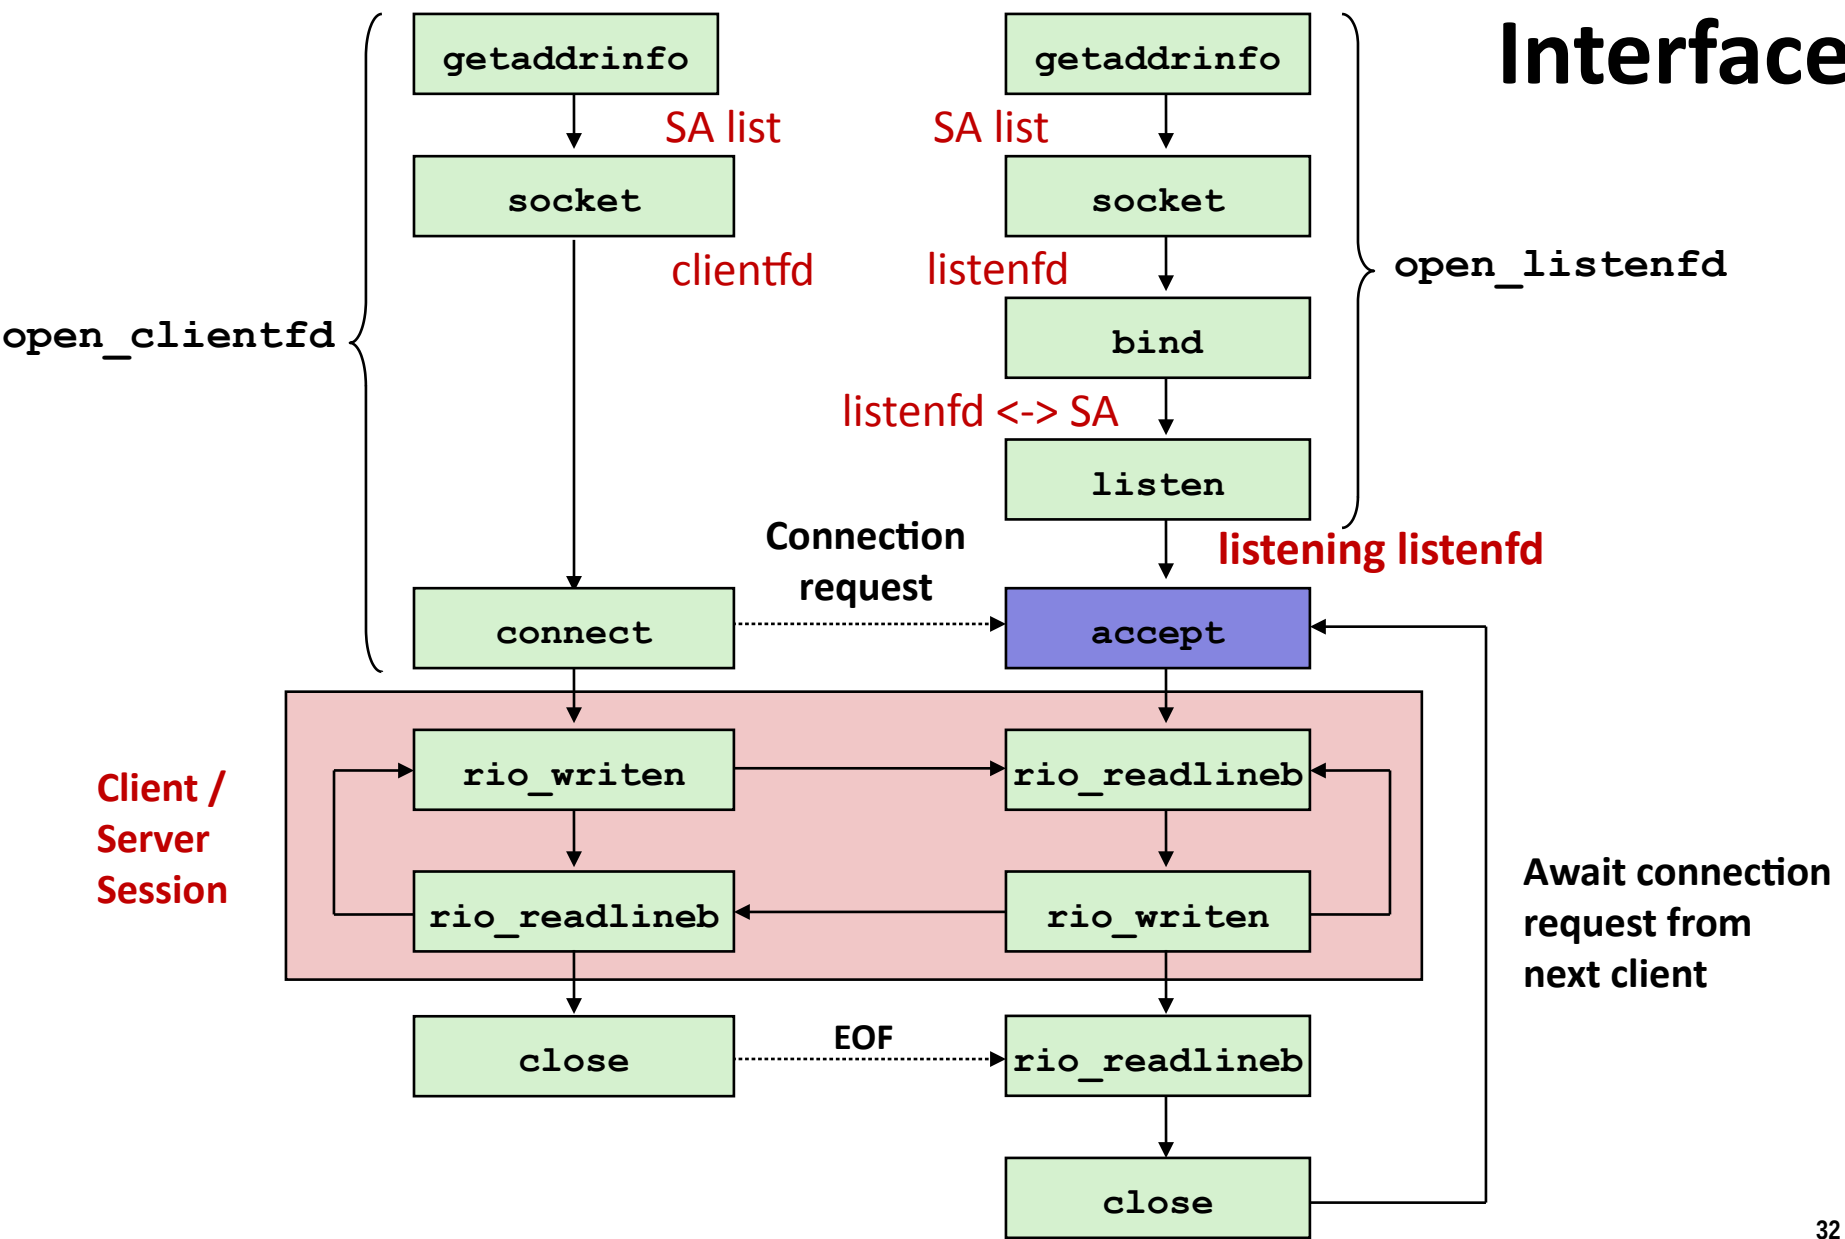 Interface
getaddrinfo
getaddrinfo
SA list
SA list
socket
socket
clientfd
listenfd
open_listenfd
open_clientfd
bind
listenfd <-> SA
listen
Connection
request
listening listenfd
connect
accept
Client /
Server
Session
rio_writen
rio_readlineb
rio_readlineb
rio_writen
Await connection
request from
next client
close
EOF
rio_readlineb
close
32